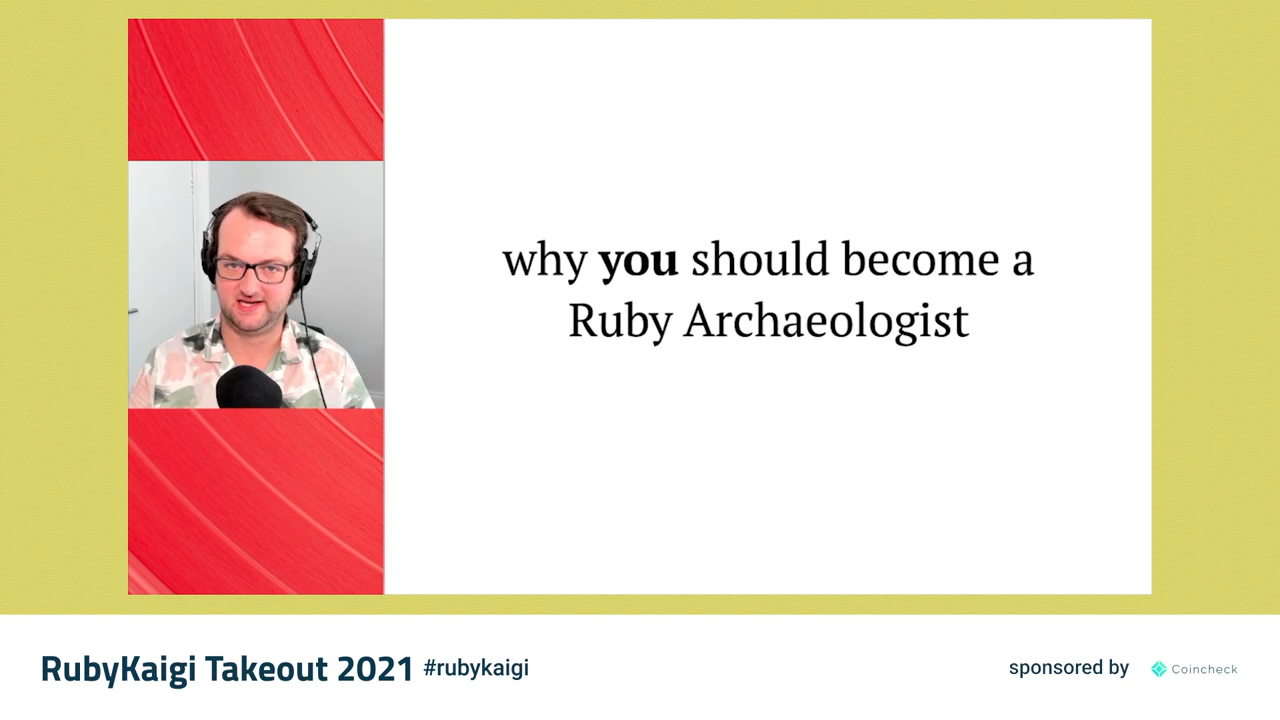 why you should become a
Ruby Archaeologist
RubyKaigi Takeout 2021 #rubykaigi
sponsored by Coincheck